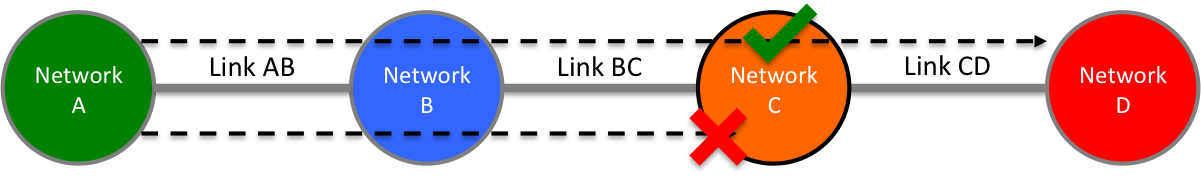 Network
A
Link AB
Network
B
Link BC
Network
C
Link CD
Network
D